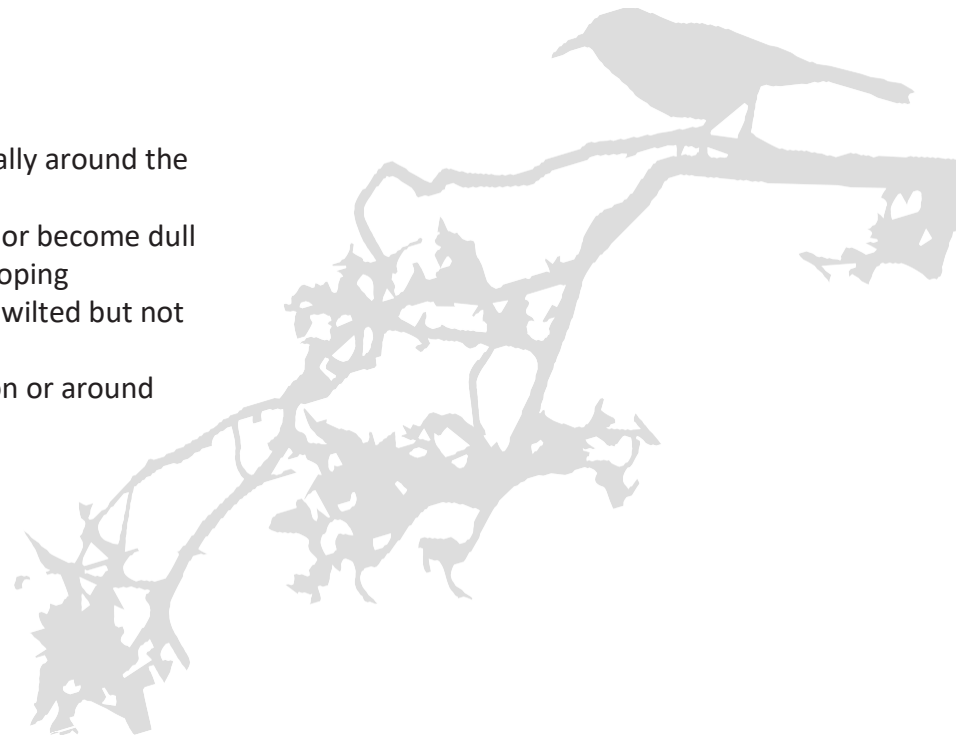 ally around the
or become dull
oping
wilted but not
on or around